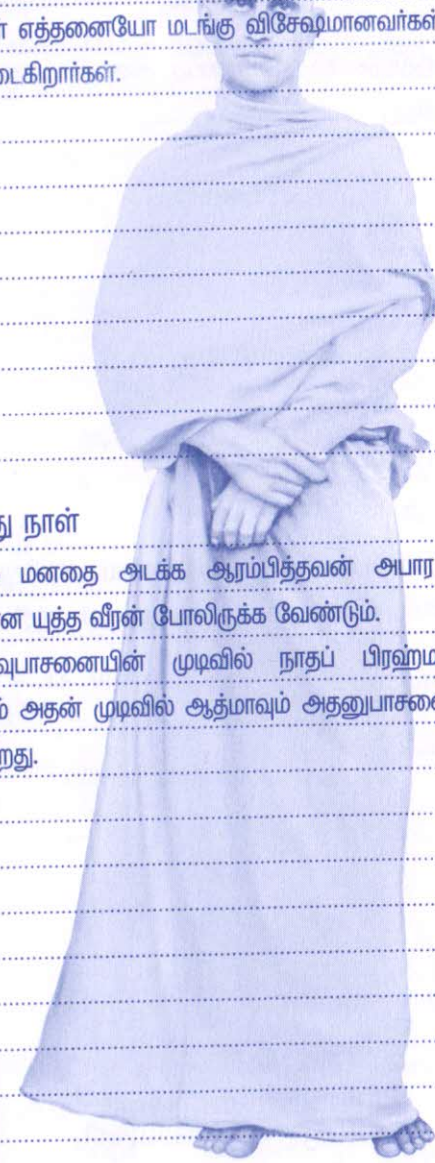 எத்தனையோ மடங்கு விசேஷமானவர்கள்
டைகிறார்கள்.
து நாள்
மனதை அடக்க ஆரம்பித்தவன் அபார
ன யுத்த வீரன் போலிருக்க வேண்டும்.
வுபாசனையின் முடிவில் நாதப் பிரஹ்ம
ம் அதன் முடிவில் ஆத்மாவும் அதனுபாசனை
றது.